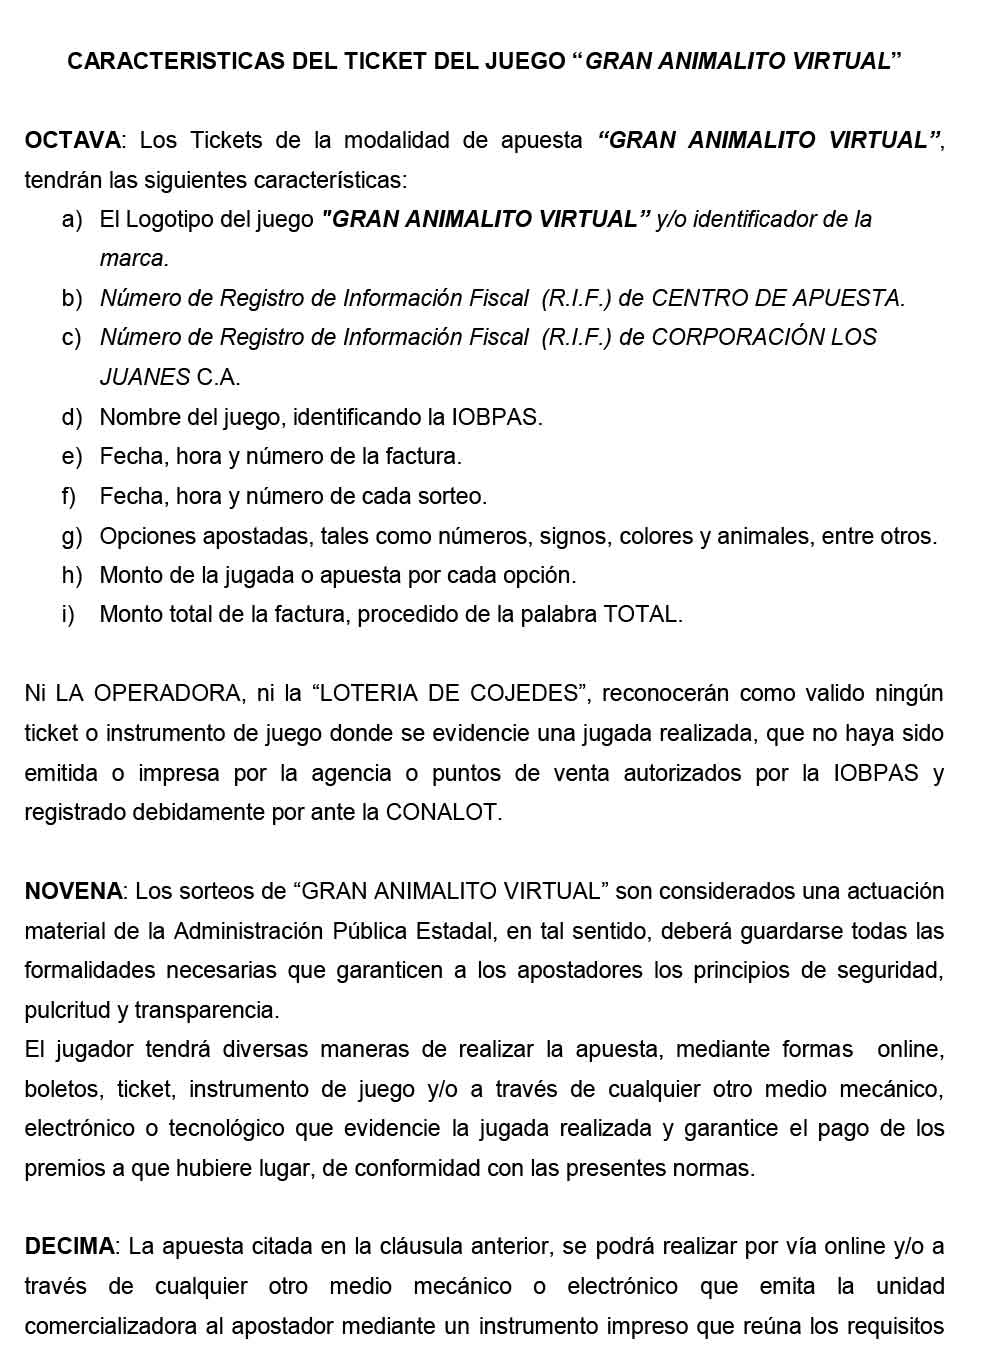 CARACTERISTICAS DEL TICKET DEL JUEGO “GRAN ANIMALITO VIRTUAL”
OCTAVA: Los Tickets de la modalidad de apuesta “GRAN ANIMALITO VIRTUAL”,
tendrán las siguientes características:
a) El Logotipo del juego "GRAN ANIMALITO VIRTUAL” y/o identificador de la
marca.
b) Número de Registro de Información Fiscal (R.I.F.) de CENTRO DE APUESTA.
c) Número de Registro de Información Fiscal (R.I.F.) de CORPORACIÓN LOS
JUANES C.A.
d) Nombre del juego, identificando la IOBPAS.
e) Fecha, hora y número de la factura.
f) Fecha, hora y número de cada sorteo.
g) Opciones apostadas, tales como números, signos, colores y animales, entre otros.
h) Monto de la jugada o apuesta por cada opción.
i) Monto total de la factura, procedido de la palabra TOTAL.
Ni LA OPERADORA, ni la “LOTERIA DE COJEDES”, reconocerán como valido ningún
ticket o instrumento de juego donde se evidencie una jugada realizada, que no haya sido
emitida o impresa por la agencia o puntos de venta autorizados por la IOBPAS y
registrado debidamente por ante la CONALOT.
NOVENA: Los sorteos de “GRAN ANIMALITO VIRTUAL” son considerados una actuación
material de la Administración Pública Estadal, en tal sentido, deberá guardarse todas las
formalidades necesarias que garanticen a los apostadores los principios de seguridad,
pulcritud y transparencia.
El jugador tendrá diversas maneras de realizar la apuesta, mediante formas online,
boletos, ticket, instrumento de juego y/o a través de cualquier otro medio mecánico,
electrónico o tecnológico que evidencie la jugada realizada y garantice el pago de los
premios a que hubiere lugar, de conformidad con las presentes normas.
DECIMA: La apuesta citada en la cláusula anterior, se podrá realizar por vía online y/o a
través de cualquier otro medio mecánico o electrónico que emita la unidad
comercializadora al apostador mediante un instrumento impreso que reúna los requisitos